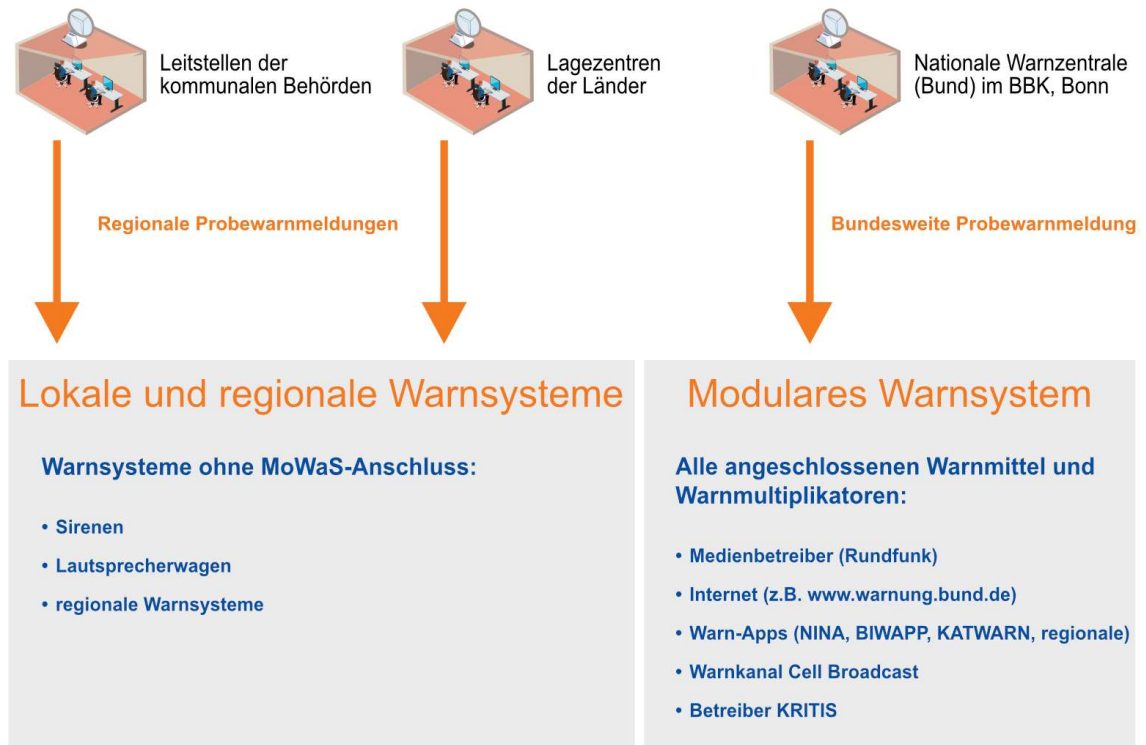 Leitstellen der
kommunalen Behörden
Lagezentren
der Länder
Nationale Warnzentrale
(Bund) im BBK, Bonn
Regionale Probewarnmeldungen
Bundesweite Probewarnmeldung
Lokale und regionale Warnsysteme
Warnsysteme ohne MoWaS-Anschluss:
• Sirenen
• Lautsprecherwagen
• regionale Warnsysteme
Modulares Warnsystem
Alle angeschlossenen Warnmittel und
Warnmultiplikatoren:
• Medienbetreiber (Rundfunk)
• Internet (z.B. www.warnung.bund.de)
• Warn-Apps (NINA, BIWAPP, KATWARN, regionale)
• Warnkanal Cell Broadcast
• Betreiber KRITIS